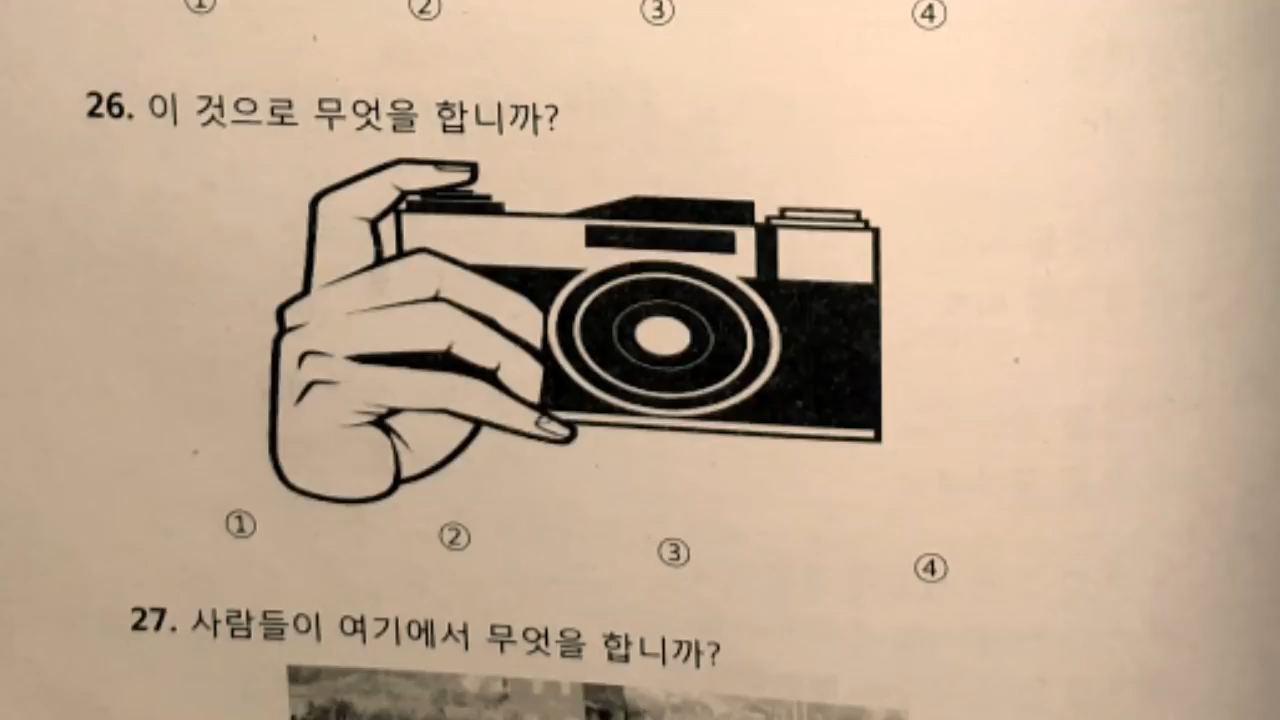 ① ② ③ ④
26. 이 것으로 무엇을 합니까?
① ② ③ ④
27. 사람들이 여기에서 무엇을 합니까?